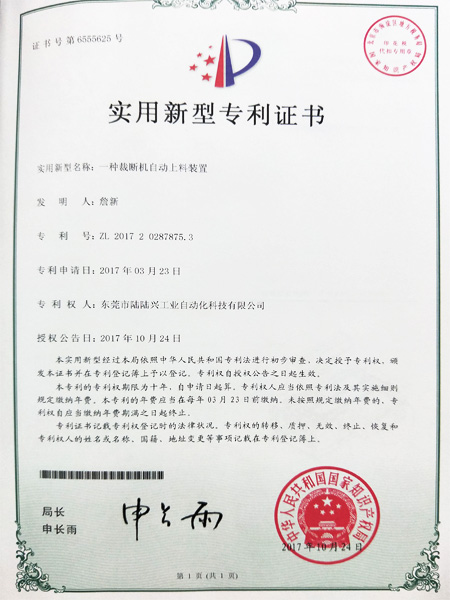 证书号第6555625号
实用新型专利证书
实用新型名称：一种裁断机自动上料装置
发明人：詹新
专利号：ZL 2017 2 0287875.3
专利申请日：2017年03月23日
专利权人：东莞市陆陆兴工业自动化科技有限公司
授权公告日：2017年10月24日
本实用新型经过本局依照中华人民共和国专利法进行初步审查，决定授予专利权，颁
发本证书并在专利登记簿上予以登记。专利权自授权公告之日起生效。
本专利的专利权期限为十年，自申请日起算。专利权人应当依照专利法及其实施细则
规定缴纳年费。本专利的年费应当在每年03月23日前缴纳。未按照规定缴纳年费的，专
利权自应当缴纳年费期满之日起终止。
专利证书记载专利权登记时的法律状况。专利权的转移、质押、无效、终止、恢复和
专利权人的姓名或名称、国籍、地址变更等事项记载在专利登记簿上。
局长
申长雨
申长雨
中华人民共和国国家知识产权局
2017年10月24日
第1页(共1页)